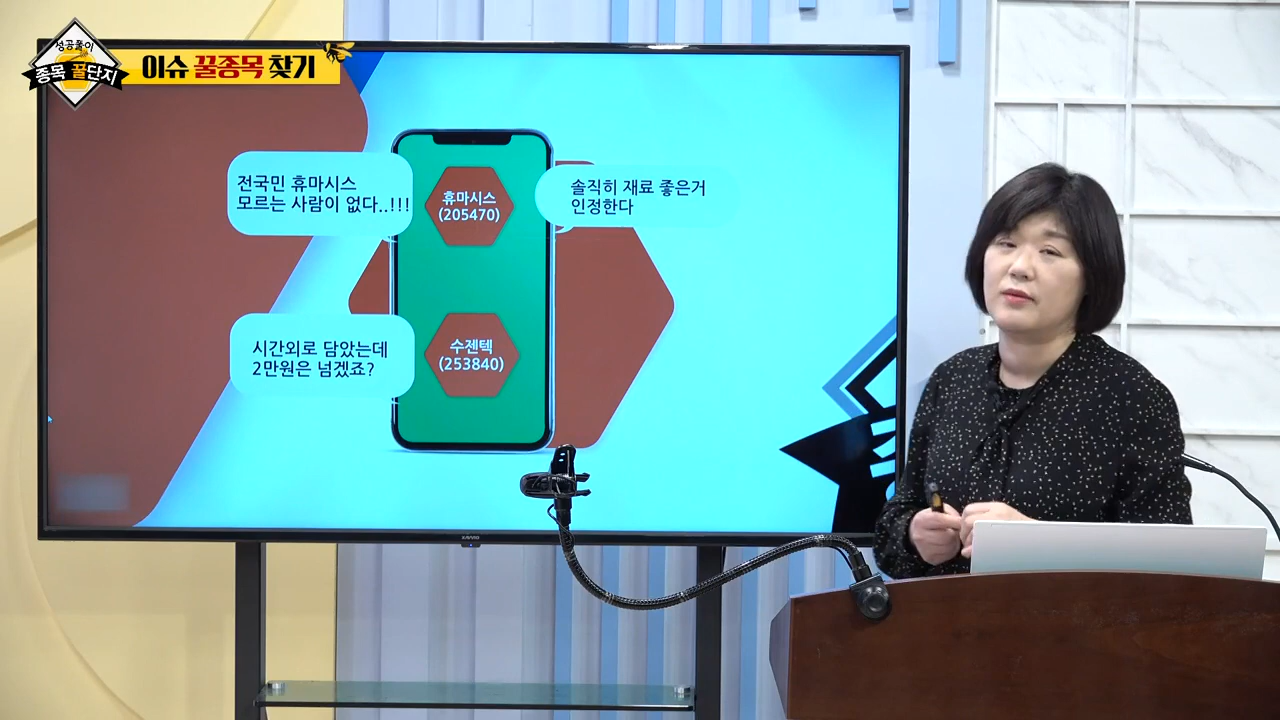 성공풀이
종목 꿀단지
이슈 꿀종목 찾기
전국민 휴마시스
모르는 사람이 없다..!!!
휴마시스
(205470)
솔직히 재료 좋은거
인정한다
시간외로 담았는데
2만원은 넘겠죠?
수젠텍
(253840)